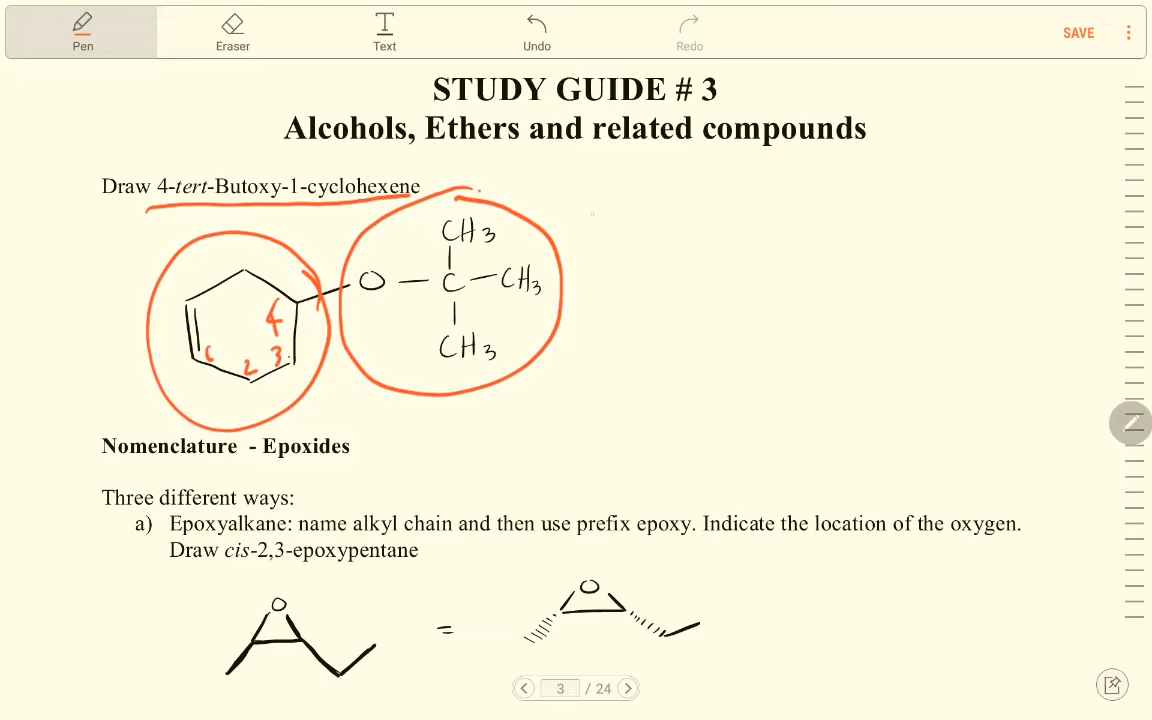 Pen Eraser Text Undo Redo SAVE
STUDY GUIDE # 3
Alcohols, Ethers and related compounds
Draw 4-tert-Butoxy-1-cyclohexene
CH3
O — C — CH3
4
1 2 3
CH3
Nomenclature - Epoxides
Three different ways:
a) Epoxyalkane: name alkyl chain and then use prefix epoxy. Indicate the location of the oxygen.
Draw cis-2,3-epoxypentane
O = O
3 / 24